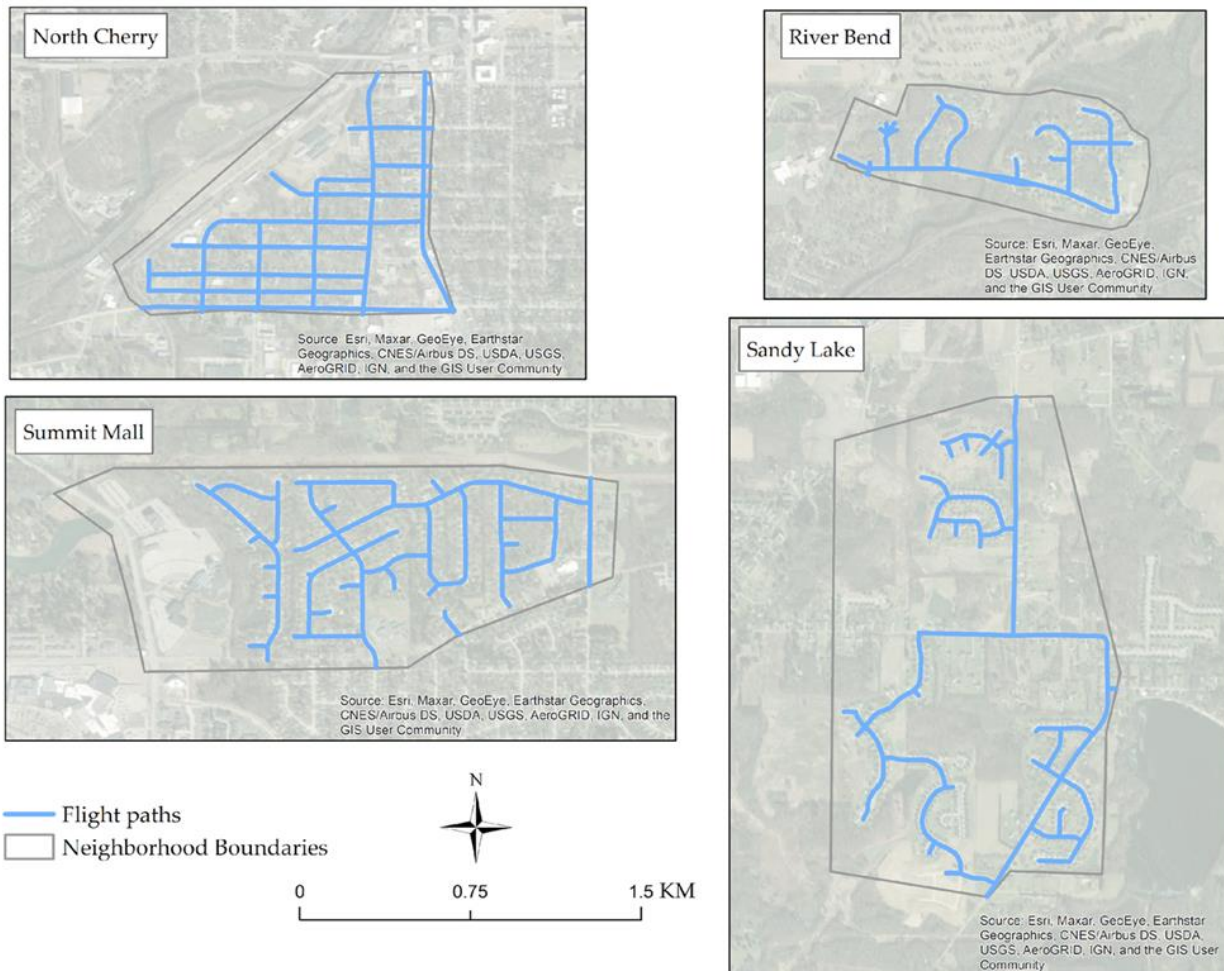 North Cherry
Source: Esri, Maxar, GeoEye, Earthstar
Geographics, CNES/Airbus DS, USDA, USGS,
AeroGRID, IGN, and the GIS User Community
River Bend
Source: Esri, Maxar, GeoEye,
Earthstar Geographics, CNES/Airbus
DS, USDA, USGS, AeroGRID, IGN,
and the GIS User Community
Summit Mall
Source: Esri, Maxar, GeoEye, Earthstar Geographics,
CNES/Airbus DS, USDA, USGS, AeroGRID, IGN, and the
GIS User Community
Sandy Lake
Source: Esri, Maxar, GeoEye, Earthstar
Geographics, CNES/Airbus DS, USDA,
USGS, AeroGRID, IGN, and the GIS User
Community
Flight paths
Neighborhood Boundaries
N
0 0.75 1.5 KM